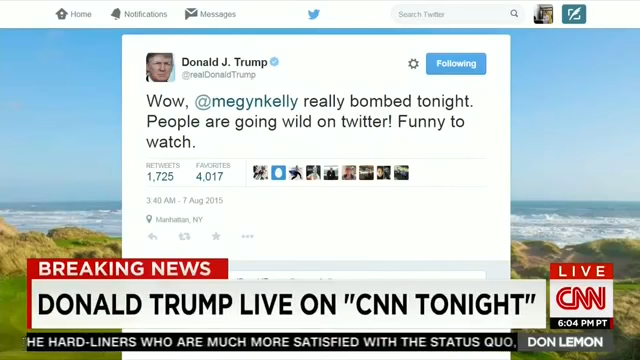 Home Notifications Messages Search Twitter
Donald J. Trump
@realDonaldTrump
Following
Wow, @megynkelly really bombed tonight.
People are going wild on twitter! Funny to
watch.
RETWEETS FAVORITES
1,725 4,017
3:40 AM - 7 Aug 2015
Manhattan, NY
BREAKING NEWS
LIVE
DONALD TRUMP LIVE ON "CNN TONIGHT"
CNN
6:04 PM PT
HE HARD-LINERS WHO ARE MUCH MORE SATISFIED WITH THE STATUS QUO,
DON LEMON